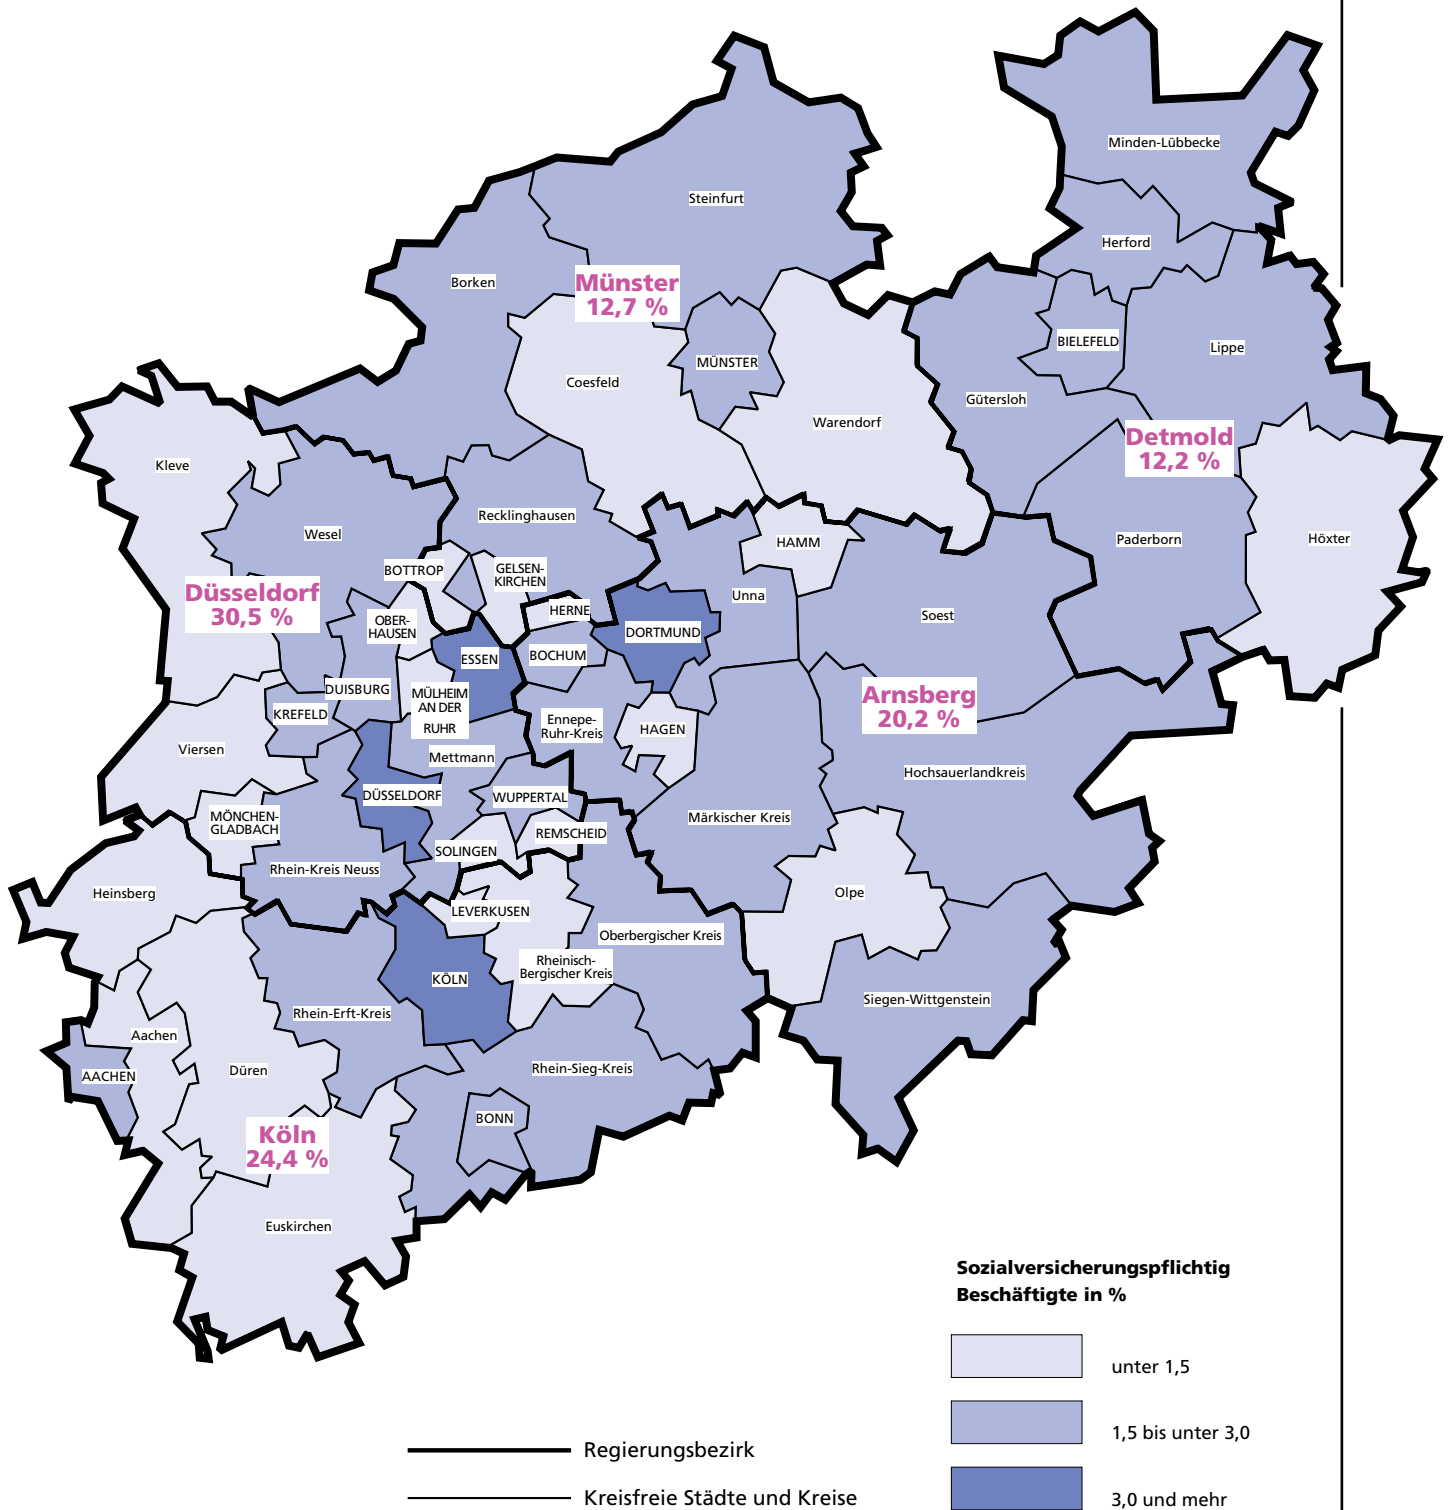 Minden-Lübbecke
Steinfurt
Herford
Borken
Münster
12,7 %
BIELEFELD
Lippe
MÜNSTER
Coesfeld
Gütersloh
Warendorf
Detmold
12,2 %
Kleve
Recklinghausen
Wesel
HAMM
Paderborn
Höxter
BOTTROP
GELSEN-
KIRCHEN
Düsseldorf
30,5 %
Unna
HERNE
Soest
OBER-
HAUSEN
DORTMUND
ESSEN
BOCHUM
DUISBURG
MÜLHEIM
AN DER
RUHR
Arnsberg
20,2 %
KREFELD
Ennepe-
Ruhr-Kreis
HAGEN
Viersen
Mettmann
Hochsauerlandkreis
DÜSSELDORF
WUPPERTAL
MÖNCHEN-
GLADBACH
Märkischer Kreis
REMSCHEID
SOLINGEN
Rhein-Kreis Neuss
Heinsberg
Olpe
LEVERKUSEN
Oberbergischer Kreis
Rheinisch-
Bergischer Kreis
KÖLN
Siegen-Wittgenstein
Rhein-Erft-Kreis
Aachen
Düren
Rhein-Sieg-Kreis
AACHEN
BONN
Köln
24,4 %
Euskirchen
Sozialversicherungspflichtig
Beschäftigte in %
unter 1,5
1,5 bis unter 3,0
3,0 und mehr
Regierungsbezirk
Kreisfreie Städte und Kreise